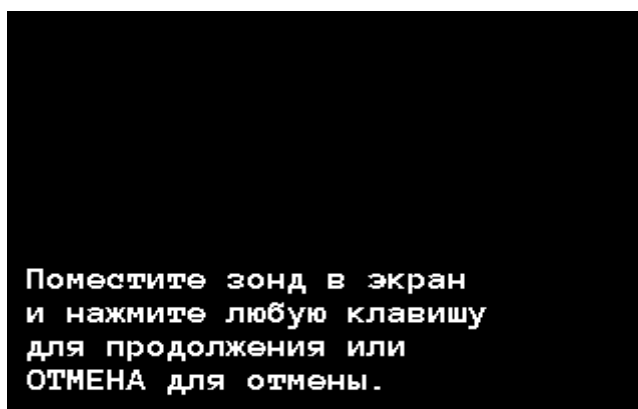 Поместите зонд в экран
и нажмите любую клавишу
для продолжения или
ОТМЕНА для отмены.